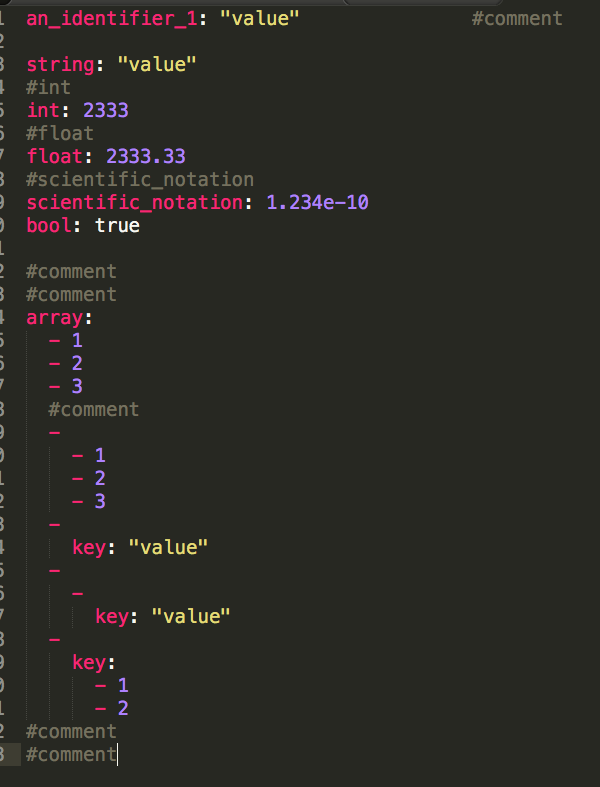 1 an_identifier_1: "value" #comment
2
3 string: "value"
4 #int
5 int: 2333
6 #float
7 float: 2333.33
8 #scientific_notation
9 scientific_notation: 1.234e-10
0 bool: true
1
2 #comment
3 #comment
4 array:
5 - 1
6 - 2
7 - 3
8 #comment
9 -
0 - 1
1 - 2
2 - 3
3 -
4 key: "value"
5 -
6 -
7 key: "value"
8 -
9 key:
0 - 1
1 - 2
2 #comment
3 #comment